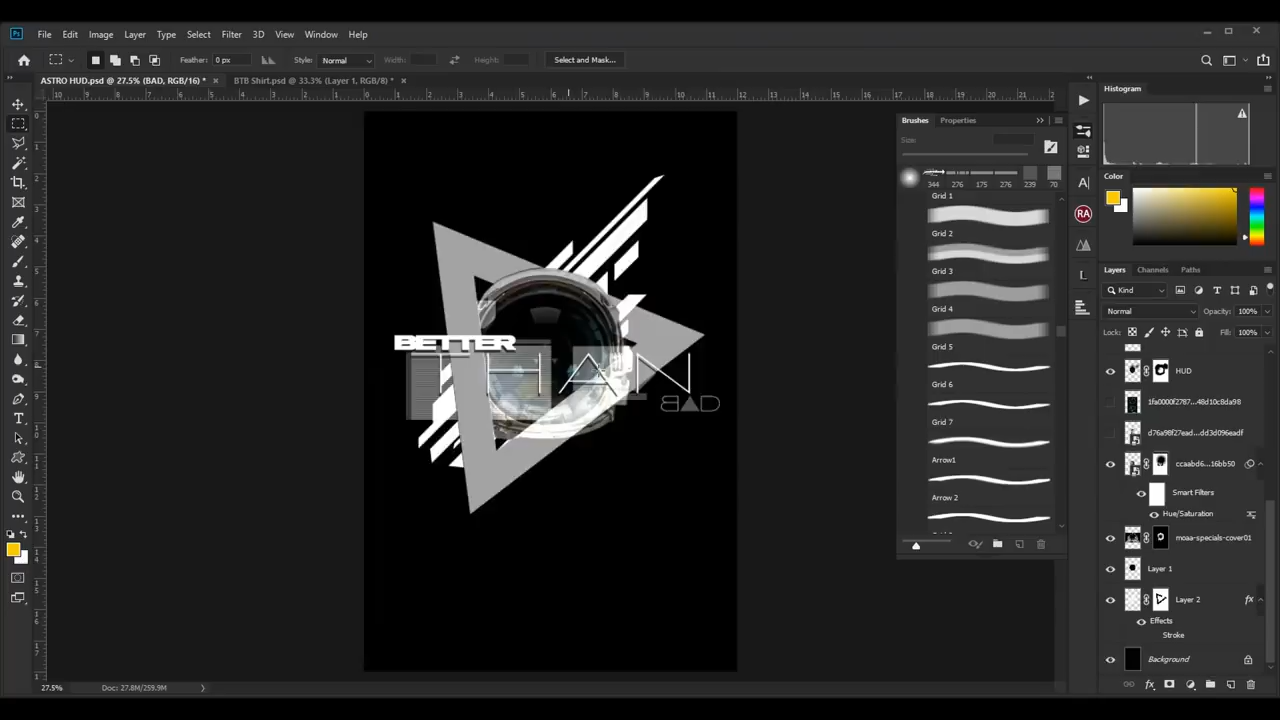 Ps File Edit Image Layer Type Select Filter 3D View Window Help
Feather: 0 px Style: Normal Width: Height: Select and Mask...
ASTRO HUD.psd @ 27.5% (BAD, RGB/16) * × BTB Shirt.psd @ 33.3% (Layer 1, RGB/8) * ×
Histogram
Brushes Properties
Size:
344 276 175 276 239 70
Color
Grid 1
Grid 2
Grid 3
Grid 4
Grid 5
Grid 6
Grid 7
Arrow1
Arrow 2
BETTER
THAN
BAD
A
RA
L
Layers Channels Paths
Kind
Normal Opacity: 100%
Lock: Fill: 100%
HUD
1fa0000f2787...48d10c8da98
d76a98f27ead...dd3d096eadf
ccaabd6...16bb50
Smart Filters
Hue/Saturation
moaa-specials-cover01
Layer 1
Layer 2 fx
Effects
Stroke
Background
27.5% Doc: 27.8M/259.9M